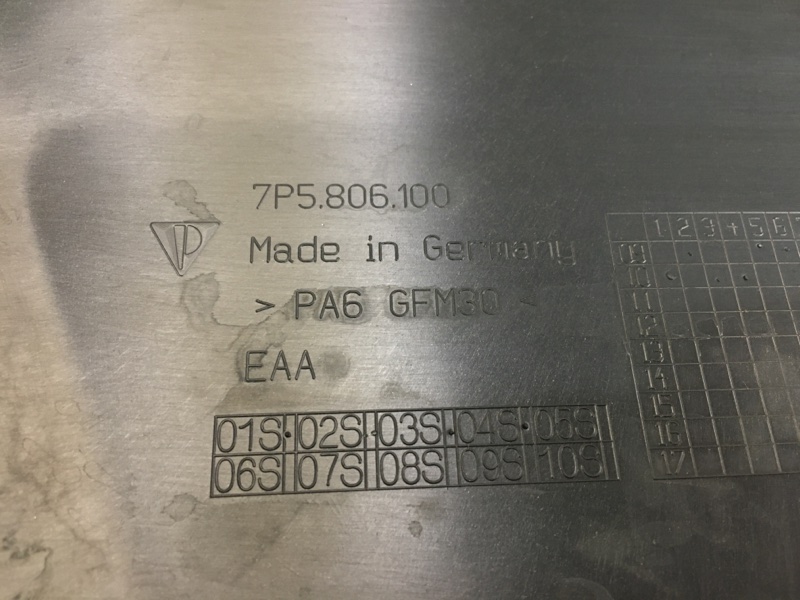 7P5.806.100
P
Made in Germany
> PA6 GFM30 <
EAA
01S 02S 03S 04S 05S
06S 07S 08S 09S 10S
1 2 3 4 5 6
09
10
11
12
13
14
15
16
17